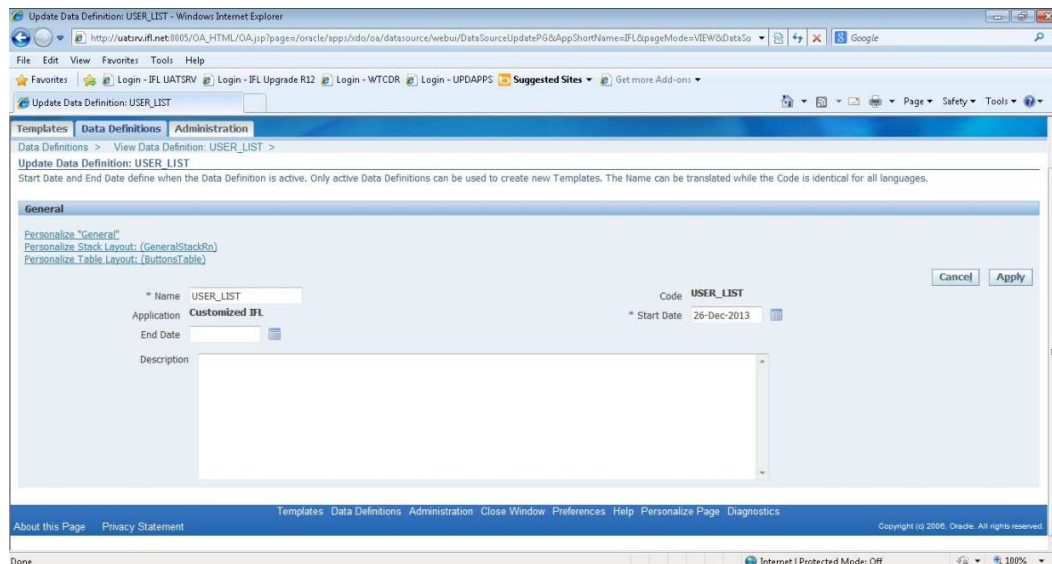 Update Data Definition: USER_LIST - Windows Internet Explorer
http://uatsrv.ifl.net:8005/OA_HTML/OA.jsp?page=/oracle/apps/xdo/oa/datasource/webui/DataSourceUpdatePG&AppShortName=IFL&pageMode=VIEW&DataSo Google
File Edit View Favorites Tools Help
Favorites Login - IFL UATSRV Login - IFL Upgrade R12 Login - WTCDR Login - UPDAPPS Suggested Sites Get more Add-ons
Update Data Definition: USER_LIST Page Safety Tools
Templates Data Definitions Administration
Data Definitions > View Data Definition: USER_LIST >
Update Data Definition: USER_LIST
Start Date and End Date define when the Data Definition is active. Only active Data Definitions can be used to create new Templates. The Name can be translated while the Code is identical for all languages.
General
Personalize "General"
Personalize Stack Layout: (GeneralStackRn)
Personalize Table Layout: (ButtonsTable)
Cancel Apply
* Name USER_LIST Code USER_LIST
Application Customized IFL * Start Date 26-Dec-2013
End Date
Description
Templates Data Definitions Administration Close Window Preferences Help Personalize Page Diagnostics
About this Page Privacy Statement Copyright (c) 2006, Oracle. All rights reserved.
Done Internet | Protected Mode: Off 100%